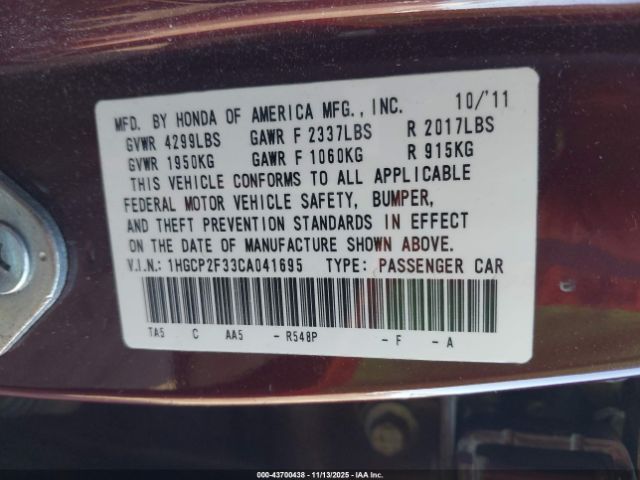 MFD. BY HONDA OF AMERICA MFG., INC. 10/'11
GVWR 4299LBS GAWR F 2337LBS R 2017LBS
GVWR 1950KG GAWR F 1060KG R 915KG
THIS VEHICLE CONFORMS TO ALL APPLICABLE
FEDERAL MOTOR VEHICLE SAFETY, BUMPER,
AND THEFT PREVENTION STANDARDS IN EFFECT
ON THE DATE OF MANUFACTURE SHOWN ABOVE.
V.I.N.: 1HGCP2F33CA041695 TYPE: PASSENGER CAR
TA5 C AA5 - R548P - F - A
000-43700438 - 11/13/2025 - IAA Inc.